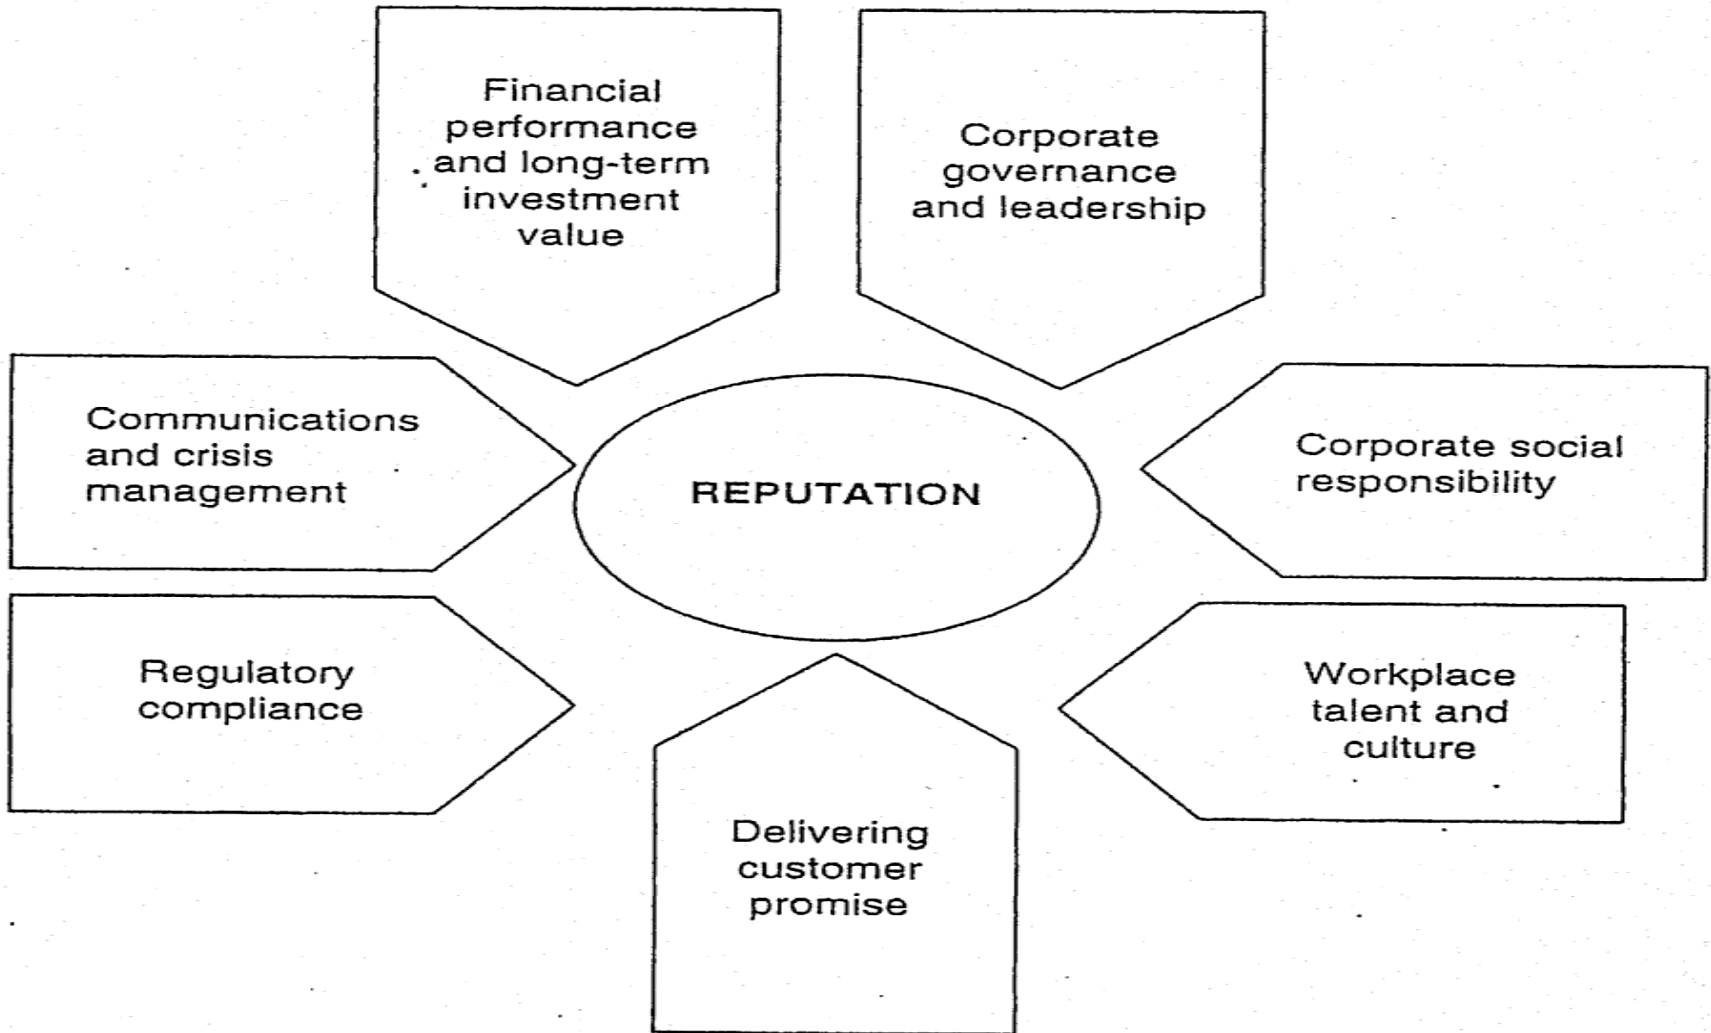 Financial
performance
and long-term
investment
value
Corporate
governance
and leadership
Communications
and crisis
management
REPUTATION
Corporate social
responsibility
Regulatory
compliance
Workplace
talent and
culture
Delivering
customer
promise